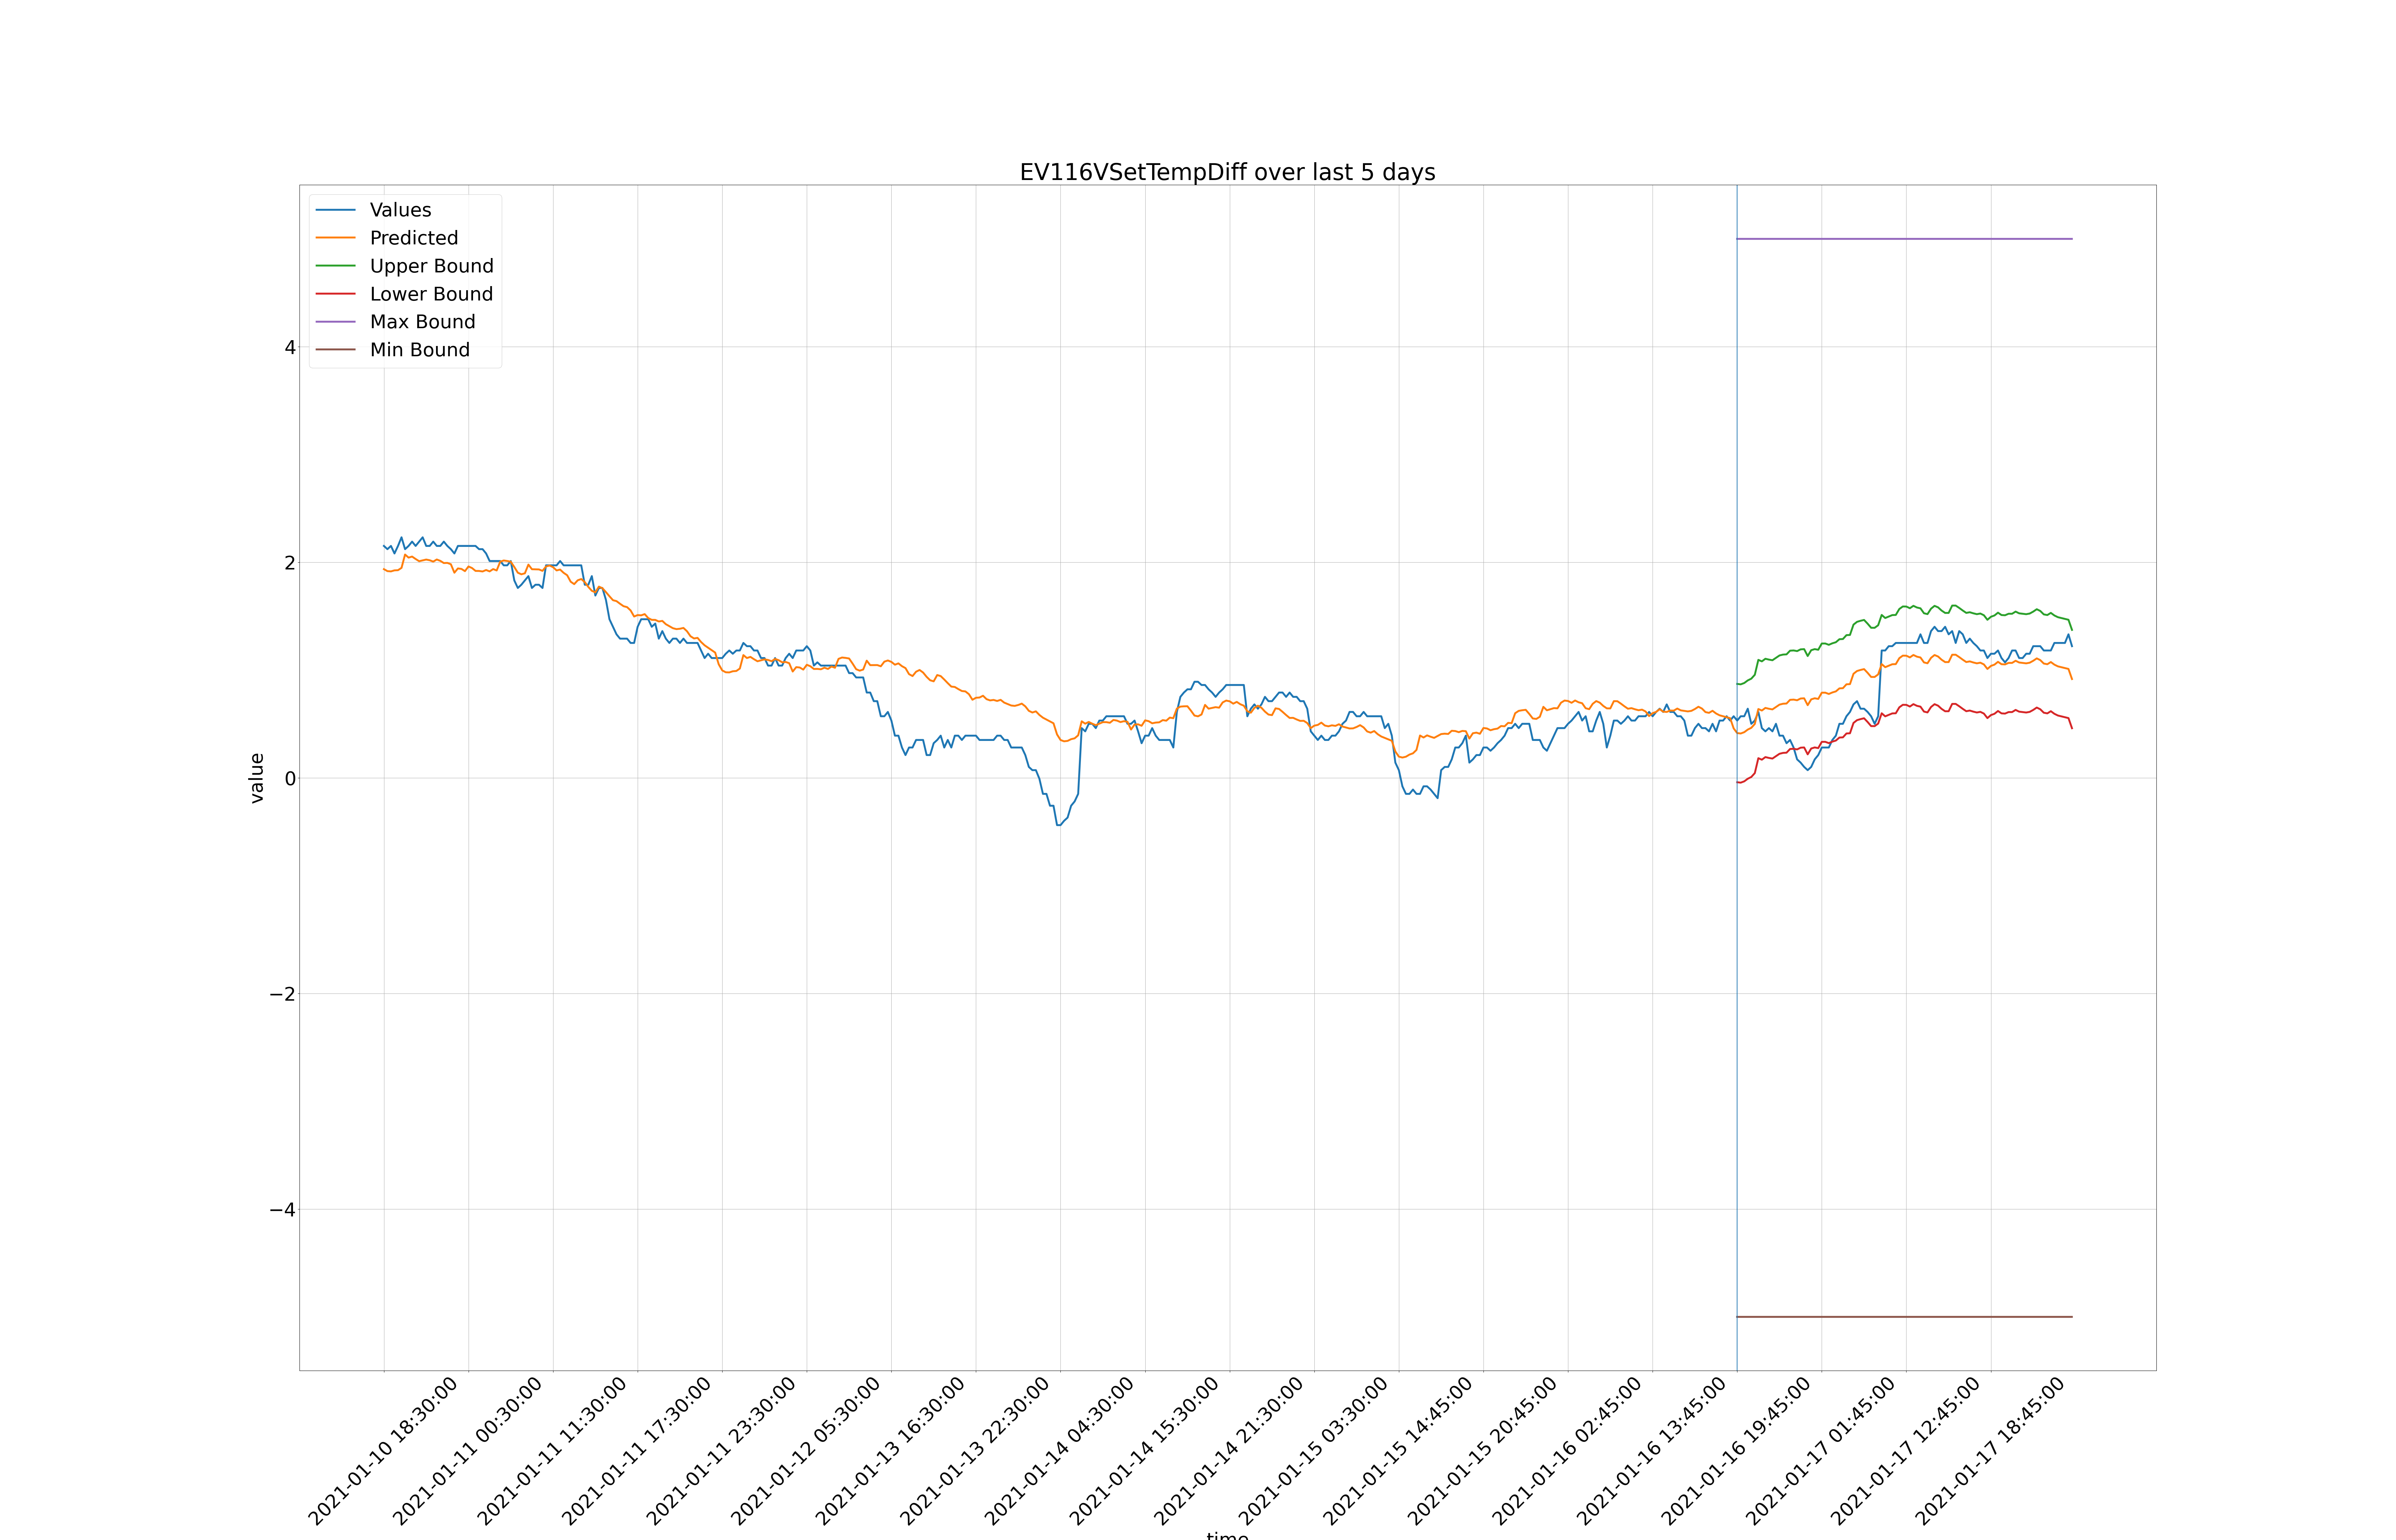 EV116VSetTempDiff over last 5 days
Values
Predicted
Upper Bound
Lower Bound
Max Bound
Min Bound
4
2
0
−2
−4
value
2021-01-10 18:30:00
2021-01-11 00:30:00
2021-01-11 11:30:00
2021-01-11 17:30:00
2021-01-11 23:30:00
2021-01-12 05:30:00
2021-01-13 16:30:00
2021-01-13 22:30:00
2021-01-14 04:30:00
2021-01-14 15:30:00
2021-01-14 21:30:00
2021-01-15 03:30:00
2021-01-15 14:45:00
2021-01-15 20:45:00
2021-01-16 02:45:00
2021-01-16 13:45:00
2021-01-16 19:45:00
2021-01-17 01:45:00
2021-01-17 12:45:00
2021-01-17 18:45:00
time